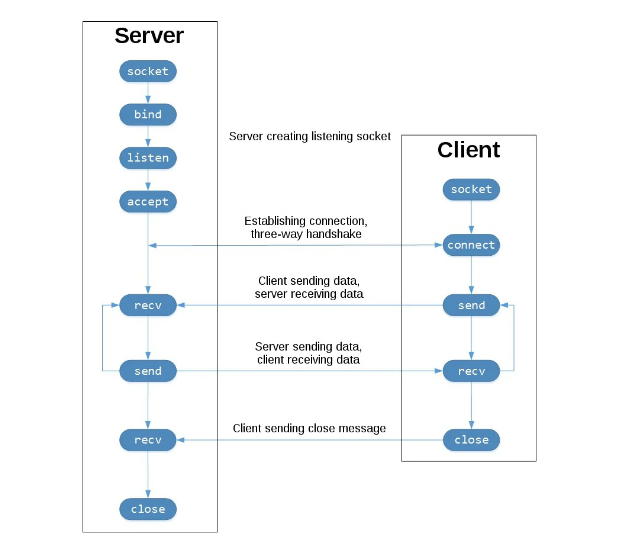 Server
socket
bind
Server creating listening socket
listen
Client
socket
accept
Establishing connection,
three-way handshake
connect
Client sending data,
server receiving data
recv
send
Server sending data,
client receiving data
send
recv
Client sending close message
recv
close
close